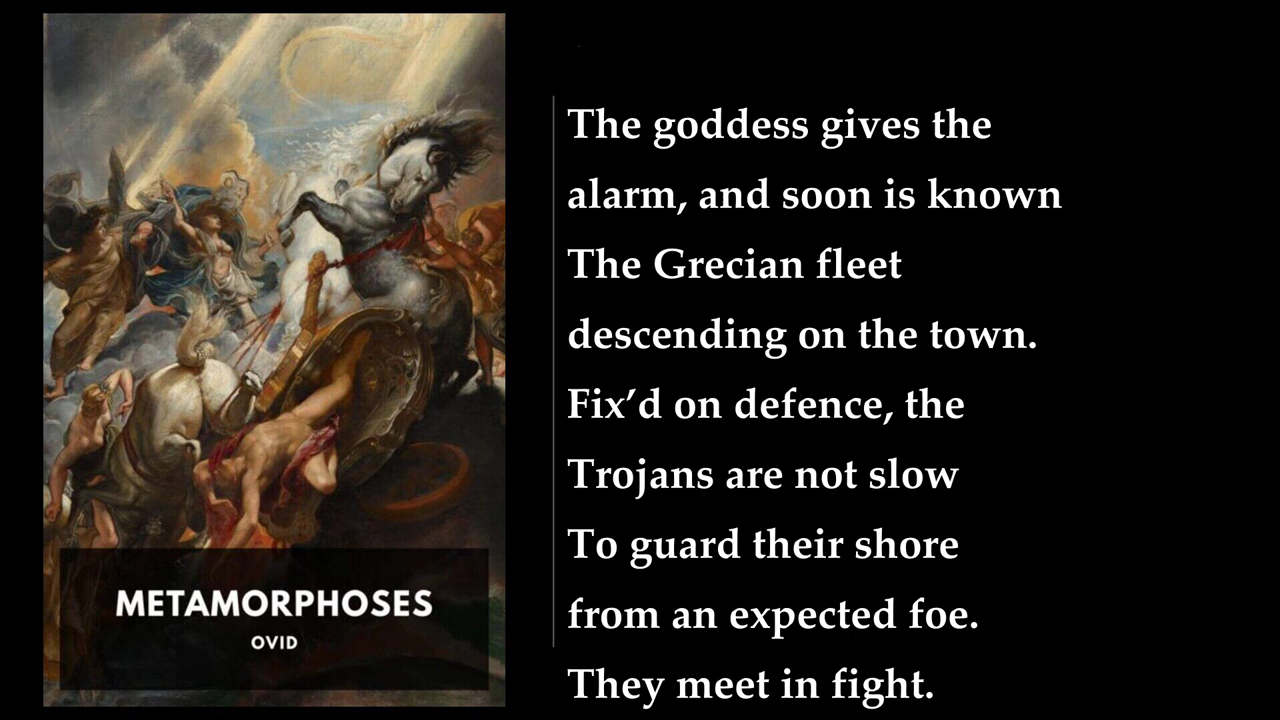 METAMORPHOSES
OVID
The goddess gives the
alarm, and soon is known
The Grecian fleet
descending on the town.
Fix’d on defence, the
Trojans are not slow
To guard their shore
from an expected foe.
They meet in fight.